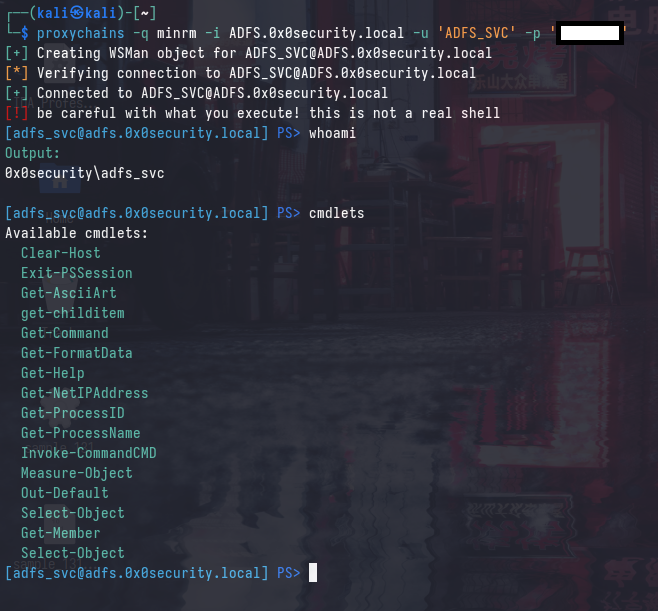 ┌──(kali㉿kali)-[~]
└─$ proxychains -q minrm -i ADFS.0x0security.local -u 'ADFS_SVC' -p '          '
[+] Creating WSMan object for ADFS_SVC@ADFS.0x0security.local
[*] Verifying connection to ADFS_SVC@ADFS.0x0security.local
[+] Connected to ADFS_SVC@ADFS.0x0security.local
[!] be careful with what you execute! this is not a real shell
[adfs_svc@adfs.0x0security.local] PS> whoami
Output:
0x0security\adfs_svc
[adfs_svc@adfs.0x0security.local] PS> cmdlets
Available cmdlets:
  Clear-Host
  Exit-PSSession
  Get-AsciiArt
  get-childitem
  Get-Command
  Get-FormatData
  Get-Help
  Get-NetIPAddress
  Get-ProcessID
  Get-ProcessName
  Invoke-CommandCMD
  Measure-Object
  Out-Default
  Select-Object
  Get-Member
  Select-Object
[adfs_svc@adfs.0x0security.local] PS>